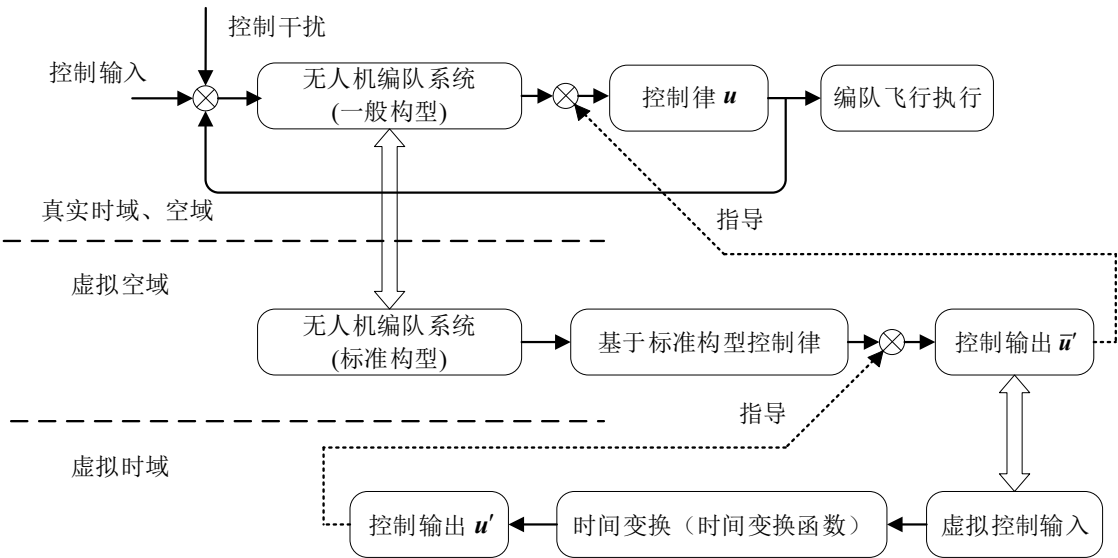 控制干扰
控制输入
无人机编队系统
(一般构型)
控制律 u
编队飞行执行
真实时域、空域
指导
虚拟空域
无人机编队系统
(标准构型)
基于标准构型控制律
控制输出 ū′
指导
虚拟时域
控制输出 u′
时间变换（时间变换函数）
虚拟控制输入